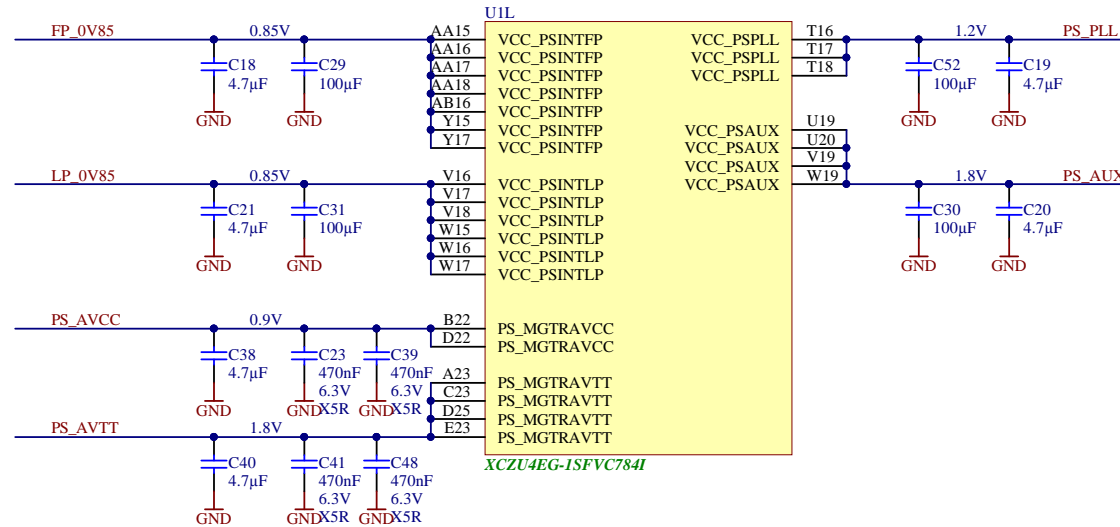 U1L
FP_0V85 0.85V AA15 VCC_PSINTFP VCC_PSPLL T16 1.2V PS_PLL
AA16 VCC_PSINTFP VCC_PSPLL T17
C18 C29 AA17 VCC_PSINTFP VCC_PSPLL T18 C52 C19
4.7µF 100µF AA18 VCC_PSINTFP 100µF 4.7µF
AB16 VCC_PSINTFP
GND GND Y15 VCC_PSINTFP VCC_PSAUX U19 GND GND
Y17 VCC_PSINTFP VCC_PSAUX U20
VCC_PSAUX V19
LP_0V85 0.85V V16 VCC_PSINTLP VCC_PSAUX W19 1.8V PS_AUX
V17 VCC_PSINTLP
C21 C31 V18 VCC_PSINTLP C30 C20
4.7µF 100µF W15 VCC_PSINTLP 100µF 4.7µF
W16 VCC_PSINTLP
GND GND W17 VCC_PSINTLP GND GND
PS_AVCC 0.9V B22 PS_MGTRAVCC
D22 PS_MGTRAVCC
C38 C23 C39
4.7µF 470nF 470nF
A23 PS_MGTRAVTT
6.3V 6.3V
C23 PS_MGTRAVTT
GND GND X5R GND X5R
D25 PS_MGTRAVTT
PS_AVTT 1.8V E23 PS_MGTRAVTT
C40 C41 C48 XCZU4EG-1SFVC784I
4.7µF 470nF 470nF
6.3V 6.3V
GND GND X5R GND X5R